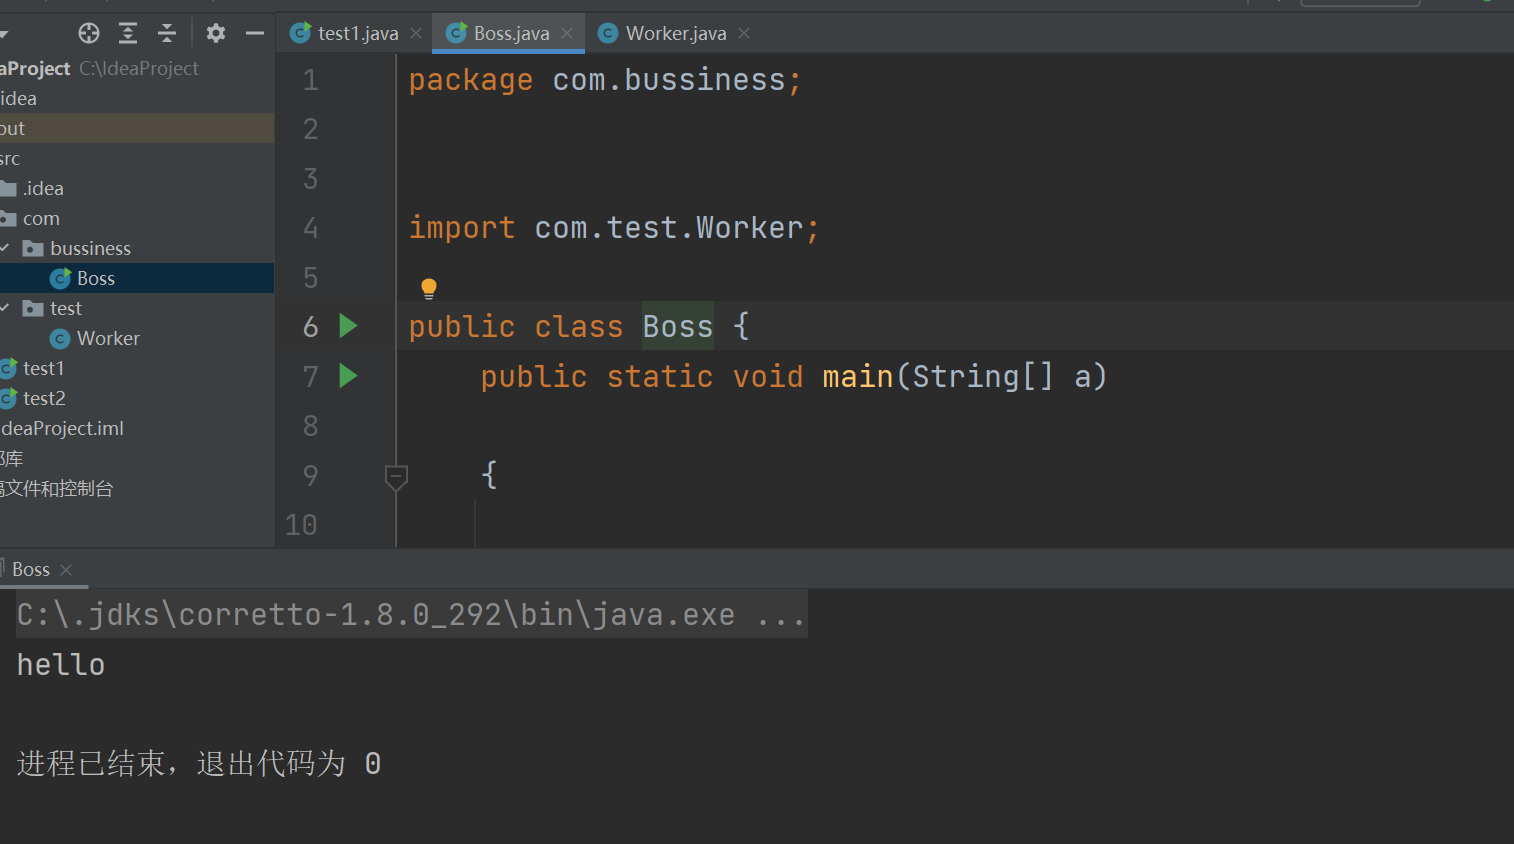 test1.java
Boss.java
Worker.java
aProject C:\IdeaProject
idea
out
src
.idea
com
bussiness
Boss
test
Worker
test1
test2
deaProject.iml
库
文件和控制台
1 package com.bussiness;
2
3
4 import com.test.Worker;
5
6 public class Boss {
7 public static void main(String[] a)
8
9 {
10
Boss
C:\.jdks\corretto-1.8.0_292\bin\java.exe ...
hello
进程已结束，退出代码为 0